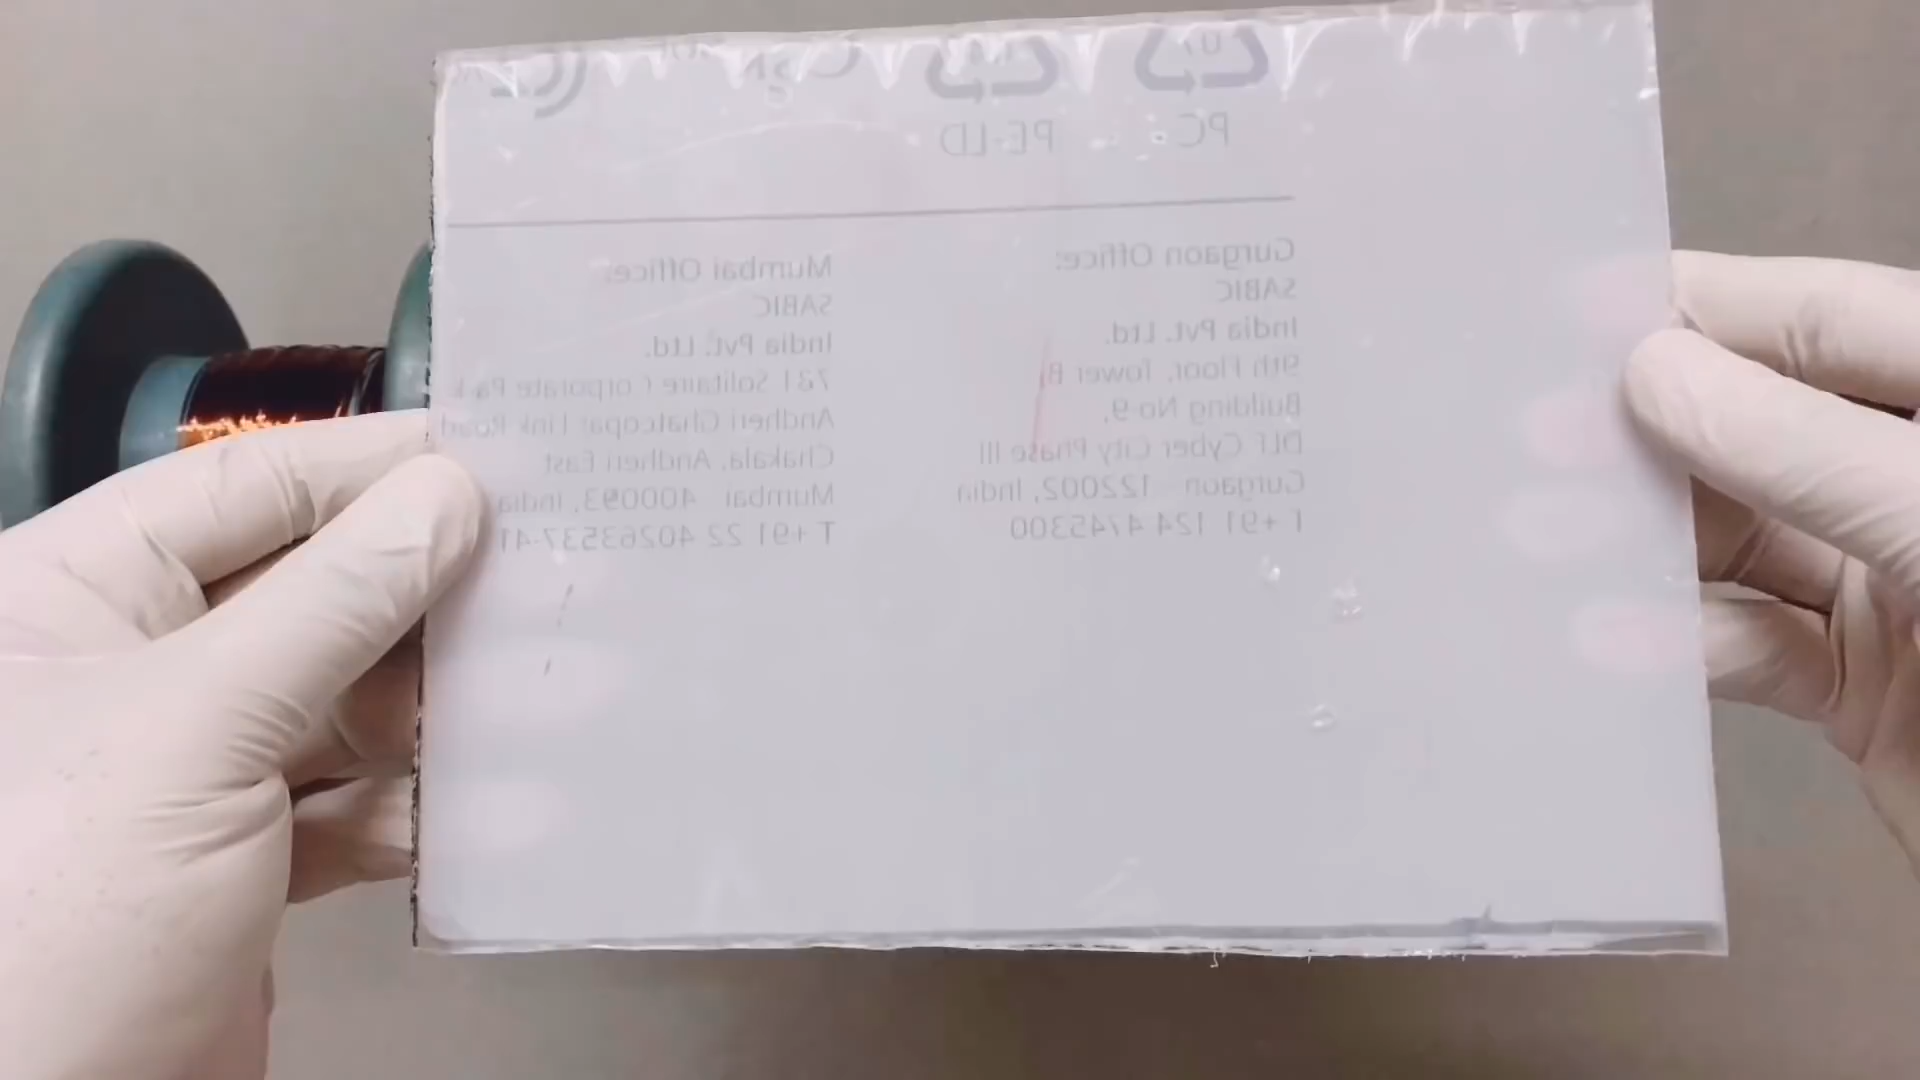 07
PC
PE-LD
Gurgaon Office:
SABIC
India Pvt. Ltd.
9th Floor, Tower B,
Building No 9,
DLF Cyber City Phase III
Gurgaon - 122002, India
T +91 124 4745300
Mumbai Office:
SABIC
India Pvt. Ltd.
731 Solitaire Corporate Park
Andheri Ghatcopar Link Road
Chakala, Andheri East
Mumbai 400093, India
T +91 22 40263537-41